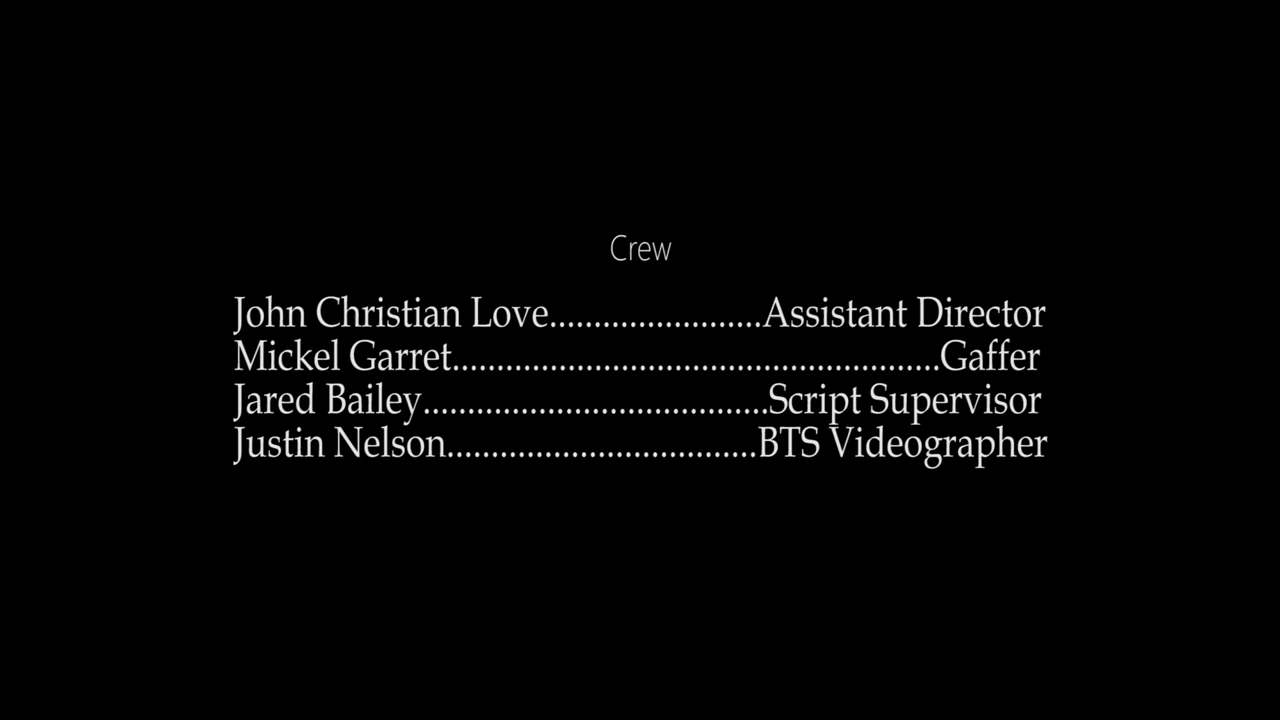 Crew
John Christian Love........................Assistant Director
Mickel Garret.......................................................Gaffer
Jared Bailey.......................................Script Supervisor
Justin Nelson...................................BTS Videographer